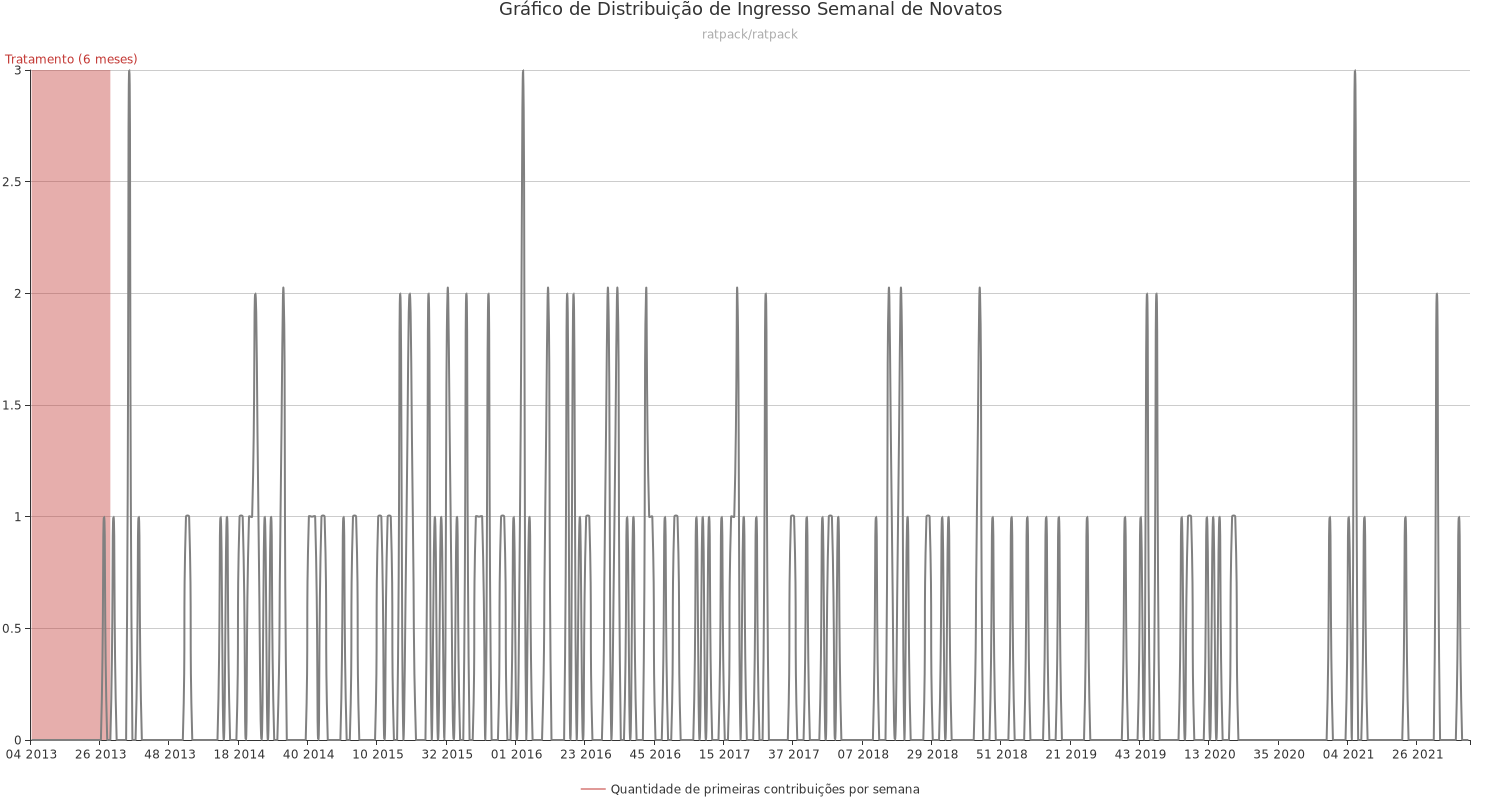 Gráfico de Distribuição de Ingresso Semanal de Novatos
ratpack/ratpack
Tratamento (6 meses)
3
2.5
2
1.5
1
0.5
0
04 2013 26 2013 48 2013 18 2014 40 2014 10 2015 32 2015 01 2016 23 2016 45 2016 15 2017 37 2017 07 2018 29 2018 51 2018 21 2019 43 2019 13 2020 35 2020 04 2021 26 2021
Quantidade de primeiras contribuições por semana